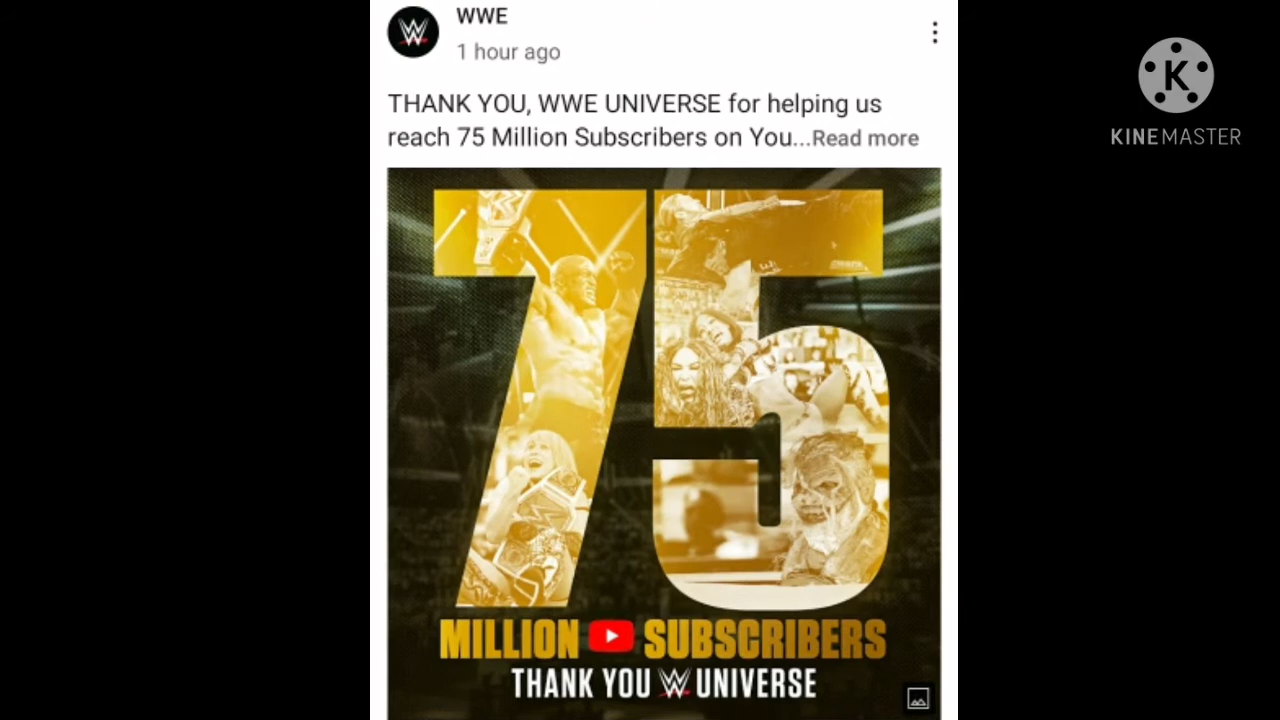 WWE
1 hour ago
THANK YOU, WWE UNIVERSE for helping us
reach 75 Million Subscribers on You...Read more
K
KINEMASTER
75
MILLION SUBSCRIBERS
THANK YOU W UNIVERSE